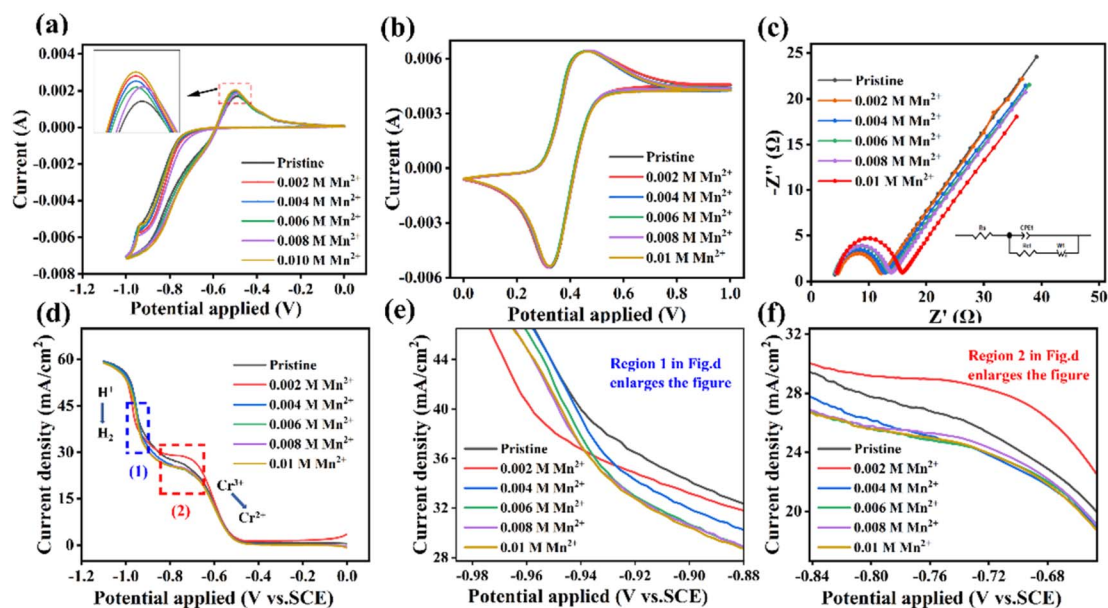 (a)
0.004
0.002
0.000
-0.002
-0.004
-0.006
-0.008
Current (A)
Pristine
0.002 M Mn²⁺
0.004 M Mn²⁺
0.006 M Mn²⁺
0.008 M Mn²⁺
0.010 M Mn²⁺
-1.2 -1.0 -0.8 -0.6 -0.4 -0.2 0.0
Potential applied (V)
(b)
0.006
0.003
0.000
-0.003
-0.006
Current (A)
Pristine
0.002 M Mn²⁺
0.004 M Mn²⁺
0.006 M Mn²⁺
0.008 M Mn²⁺
0.01 M Mn²⁺
0.0 0.2 0.4 0.6 0.8 1.0
Potential applied (V)
(c)
25
20
15
10
5
0
-Z'' (Ω)
Pristine
0.002 M Mn²⁺
0.004 M Mn²⁺
0.006 M Mn²⁺
0.008 M Mn²⁺
0.01 M Mn²⁺
Rs CPE1
Rct W1
0 10 20 30 40 50
Z' (Ω)
(d)
60
45
30
15
0
Current density (mA/cm²)
H⁺
H₂
(1)
(2)
Cr³⁺
Cr²⁺
Pristine
0.002 M Mn²⁺
0.004 M Mn²⁺
0.006 M Mn²⁺
0.008 M Mn²⁺
0.01 M Mn²⁺
-1.2 -1.0 -0.8 -0.6 -0.4 -0.2 0.0
Potential applied (V vs.SCE)
(e)
44
40
36
32
28
Current density (mA/cm²)
Region 1 in Fig.d
enlarges the figure
Pristine
0.002 M Mn²⁺
0.004 M Mn²⁺
0.006 M Mn²⁺
0.008 M Mn²⁺
0.01 M Mn²⁺
-0.98 -0.96 -0.94 -0.92 -0.90 -0.88
Potential applied (V vs.SCE)
(f)
32
28
24
20
Current density (mA/cm²)
Region 2 in Fig.d
enlarges the figure
Pristine
0.002 M Mn²⁺
0.004 M Mn²⁺
0.006 M Mn²⁺
0.008 M Mn²⁺
0.01 M Mn²⁺
-0.84 -0.80 -0.76 -0.72 -0.68
Potential applied (V vs.SCE)